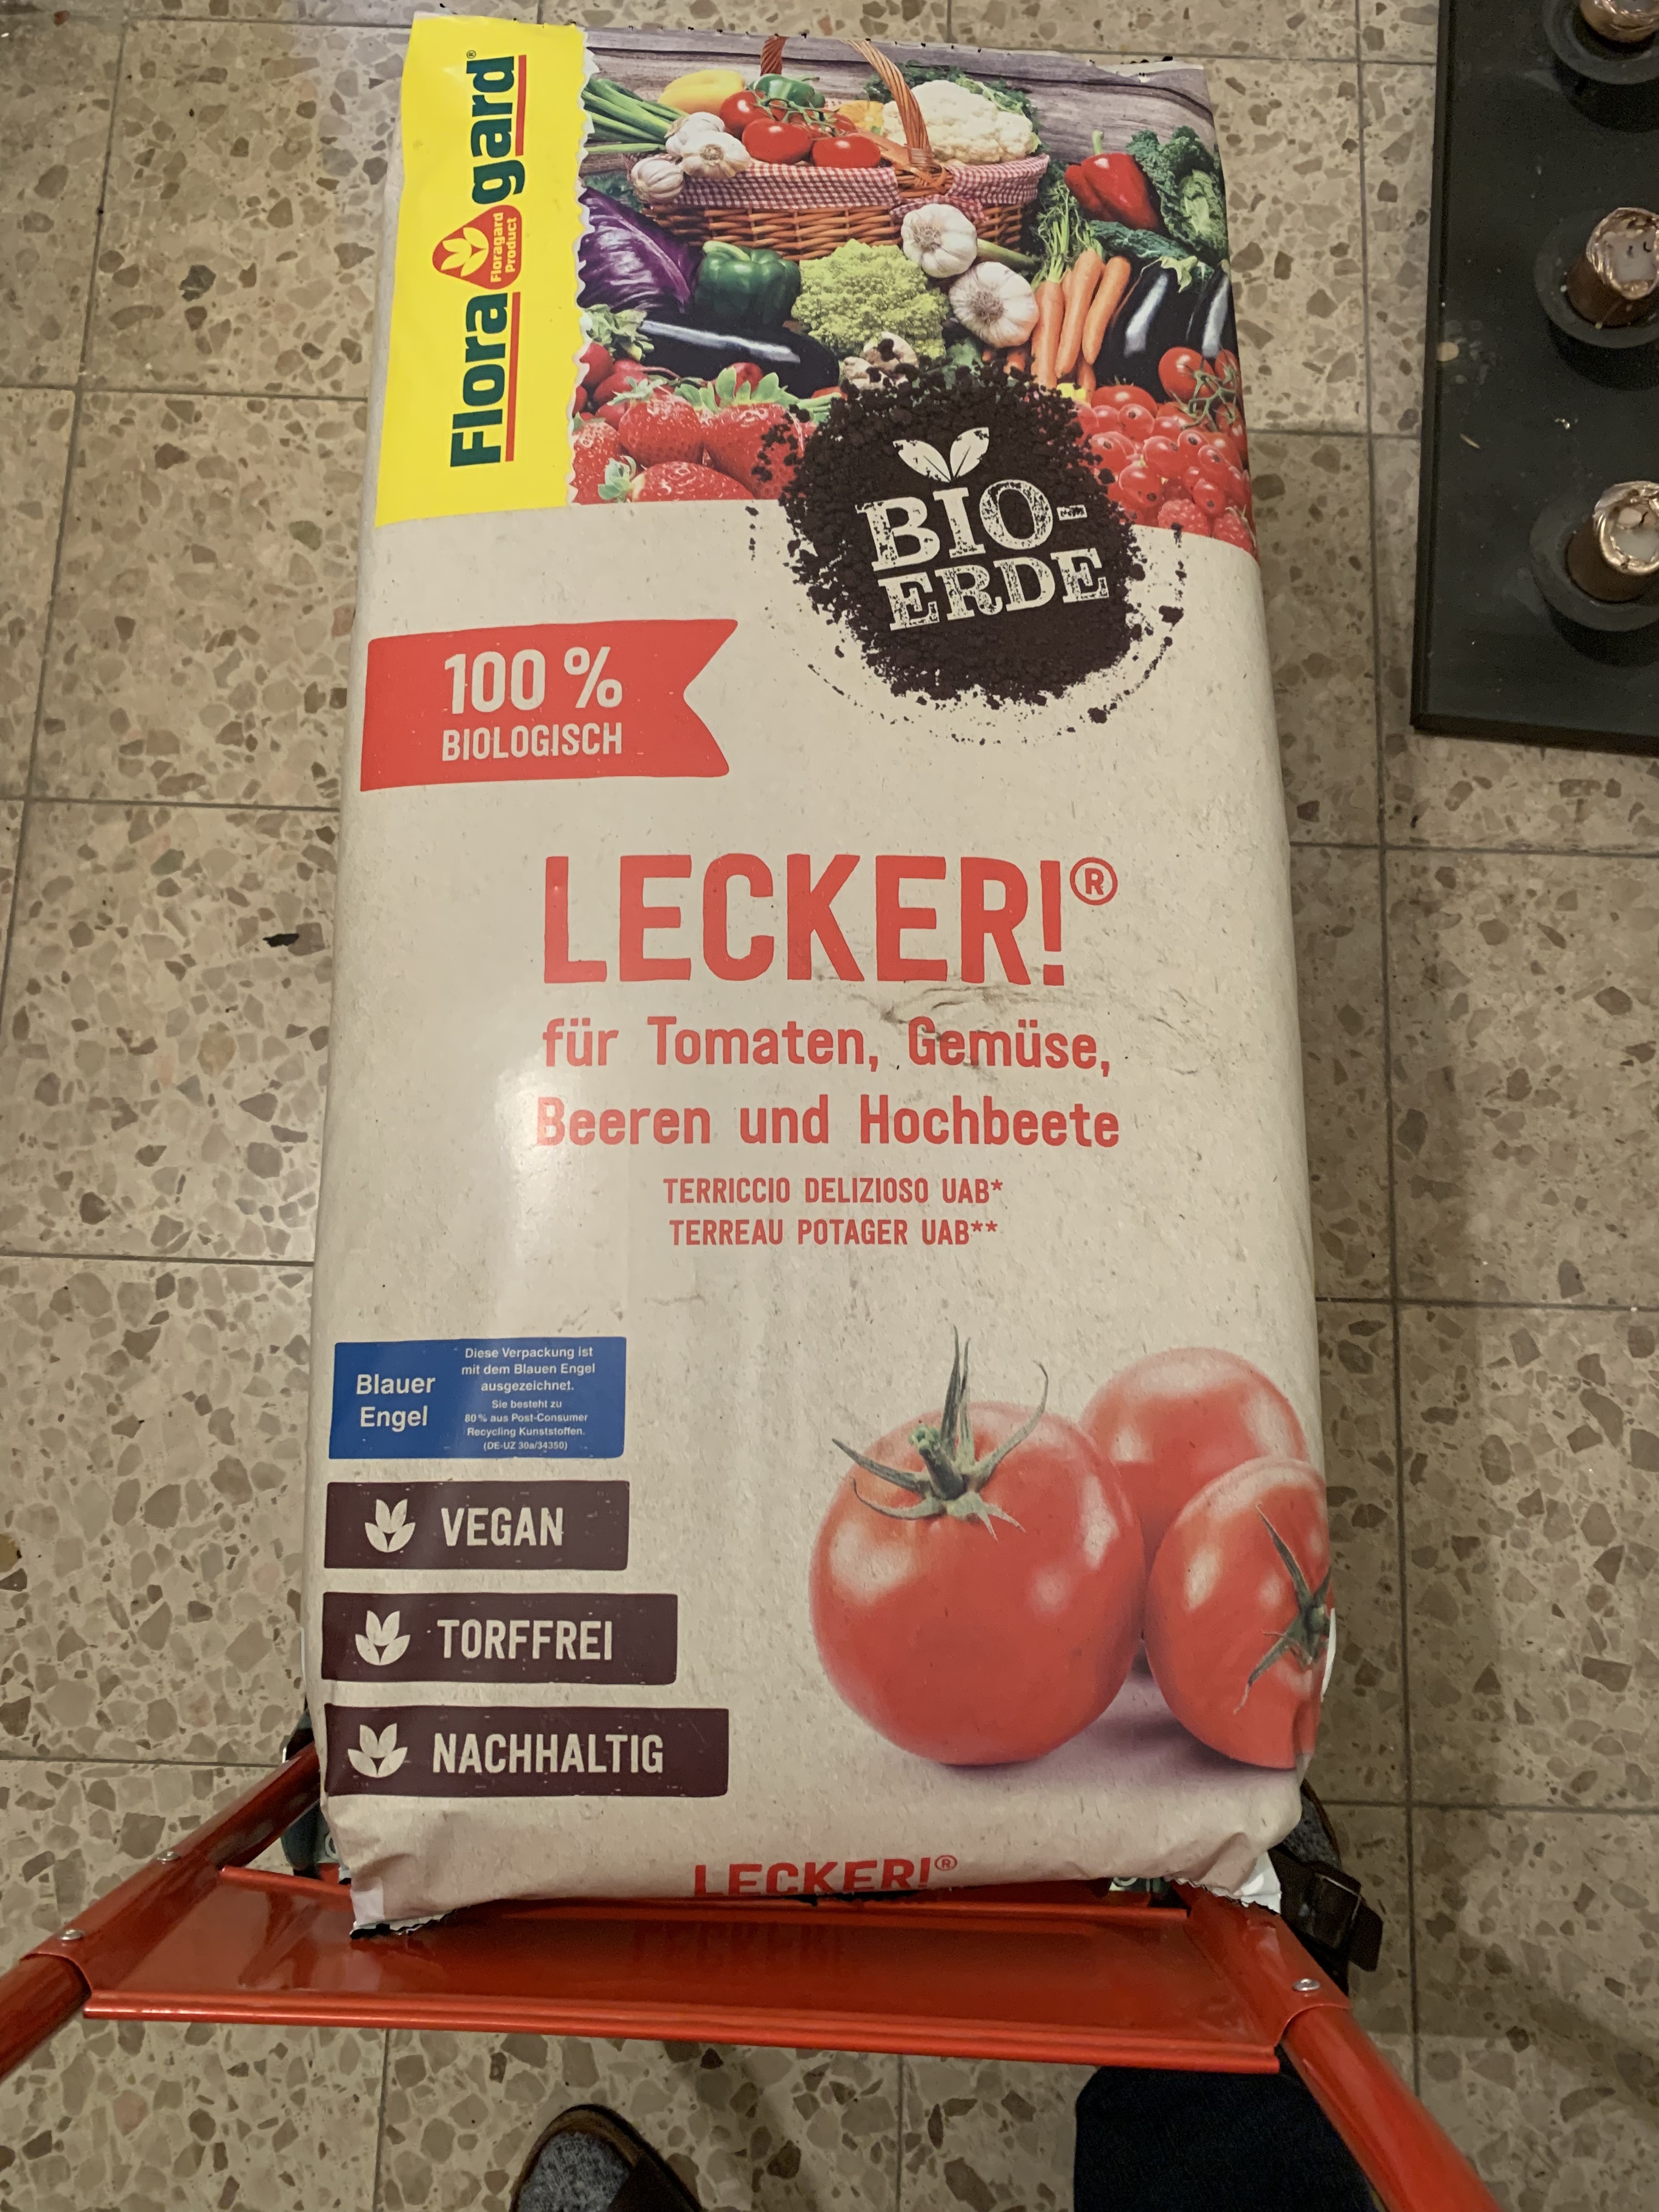 Floragard®
Floragard
Product
BIO-
ERDE
100 %
BIOLOGISCH
LECKER!®
für Tomaten, Gemüse,
Beeren und Hochbeete
TERRICCIO DELIZIOSO UAB*
TERREAU POTAGER UAB**
Blauer
Engel
Diese Verpackung ist
mit dem Blauen Engel
ausgezeichnet.
Sie besteht zu
80 % aus Post-Consumer
Recycling Kunststoffen.
(DE-UZ 30a/34350)
VEGAN
TORFFREI
NACHHALTIG
LECKER!®